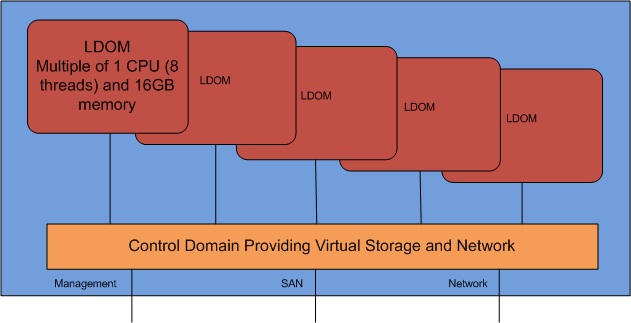 LDOM
Multiple of 1 CPU (8
threads) and 16GB
memory
LDOM
LDOM
LDOM
LDOM
Control Domain Providing Virtual Storage and Network
Management
SAN
Network